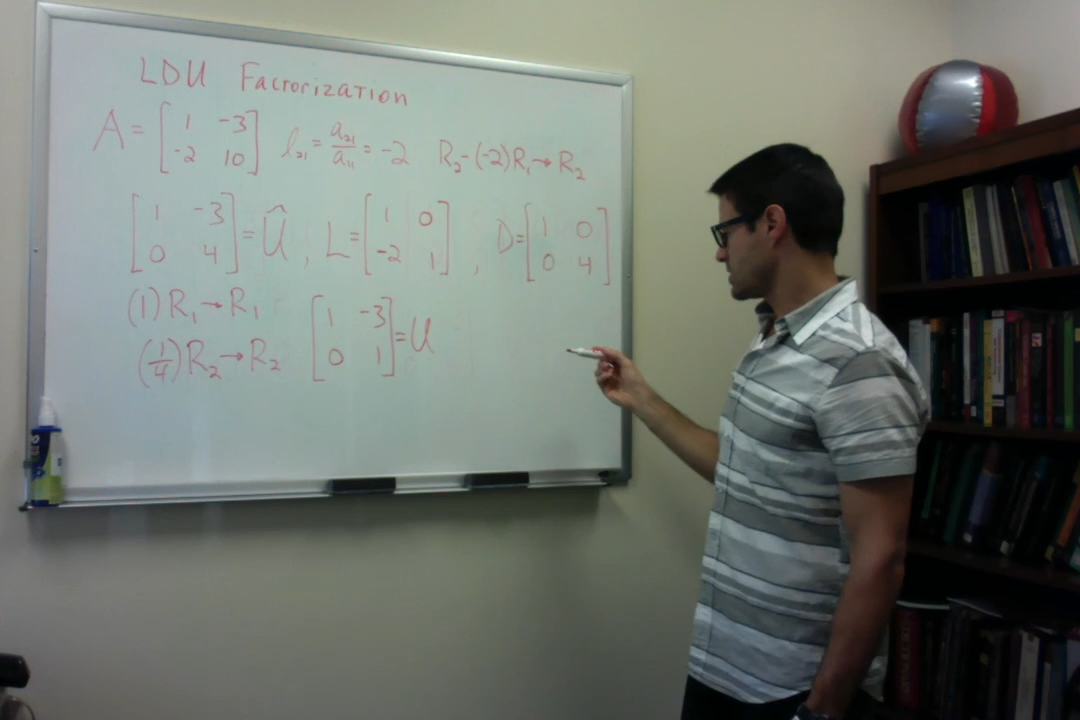 LDU Factorization
A = [1 -3; -2 10] l₂₁ = a₂₁/a₁₁ = -2 R₂-(-2)R₁→R₂
[1 -3; 0 4] = Û, L = [1 0; -2 1], D = [1 0; 0 4]
(1)R₁→R₁
(1/4)R₂→R₂ [1 -3; 0 1] = U